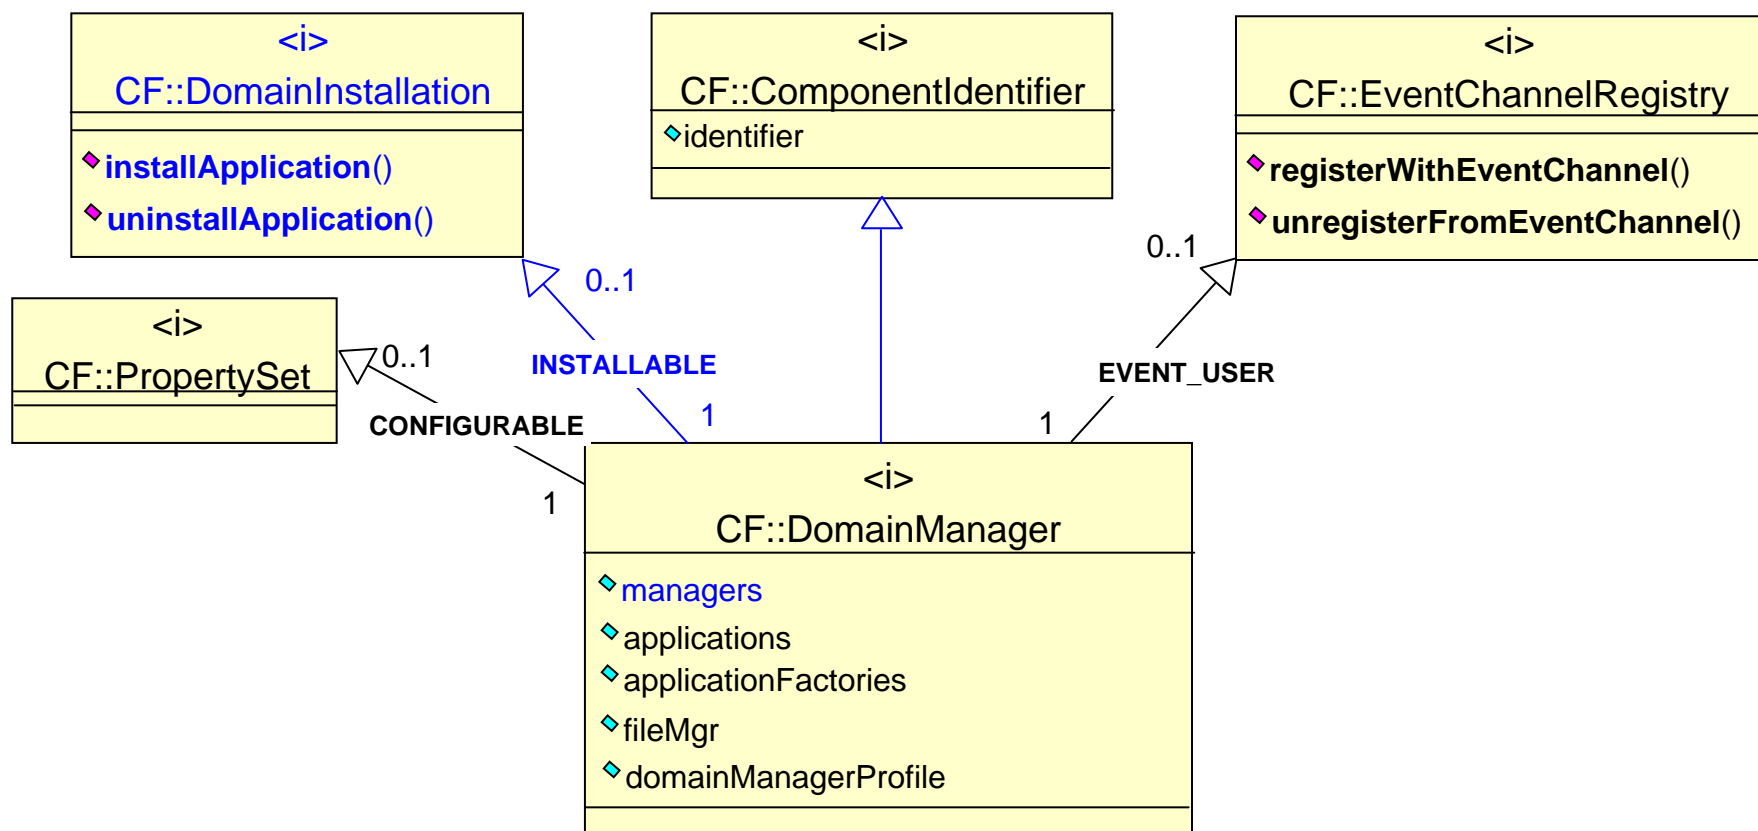 <i>
CF::DomainInstallation
installApplication()
uninstallApplication()
<i>
CF::ComponentIdentifier
identifier
<i>
CF::EventChannelRegistry
registerWithEventChannel()
unregisterFromEventChannel()
0..1
0..1
<i>
CF::PropertySet
0..1
INSTALLABLE
EVENT_USER
CONFIGURABLE
1
1
1
<i>
CF::DomainManager
managers
applications
applicationFactories
fileMgr
domainManagerProfile